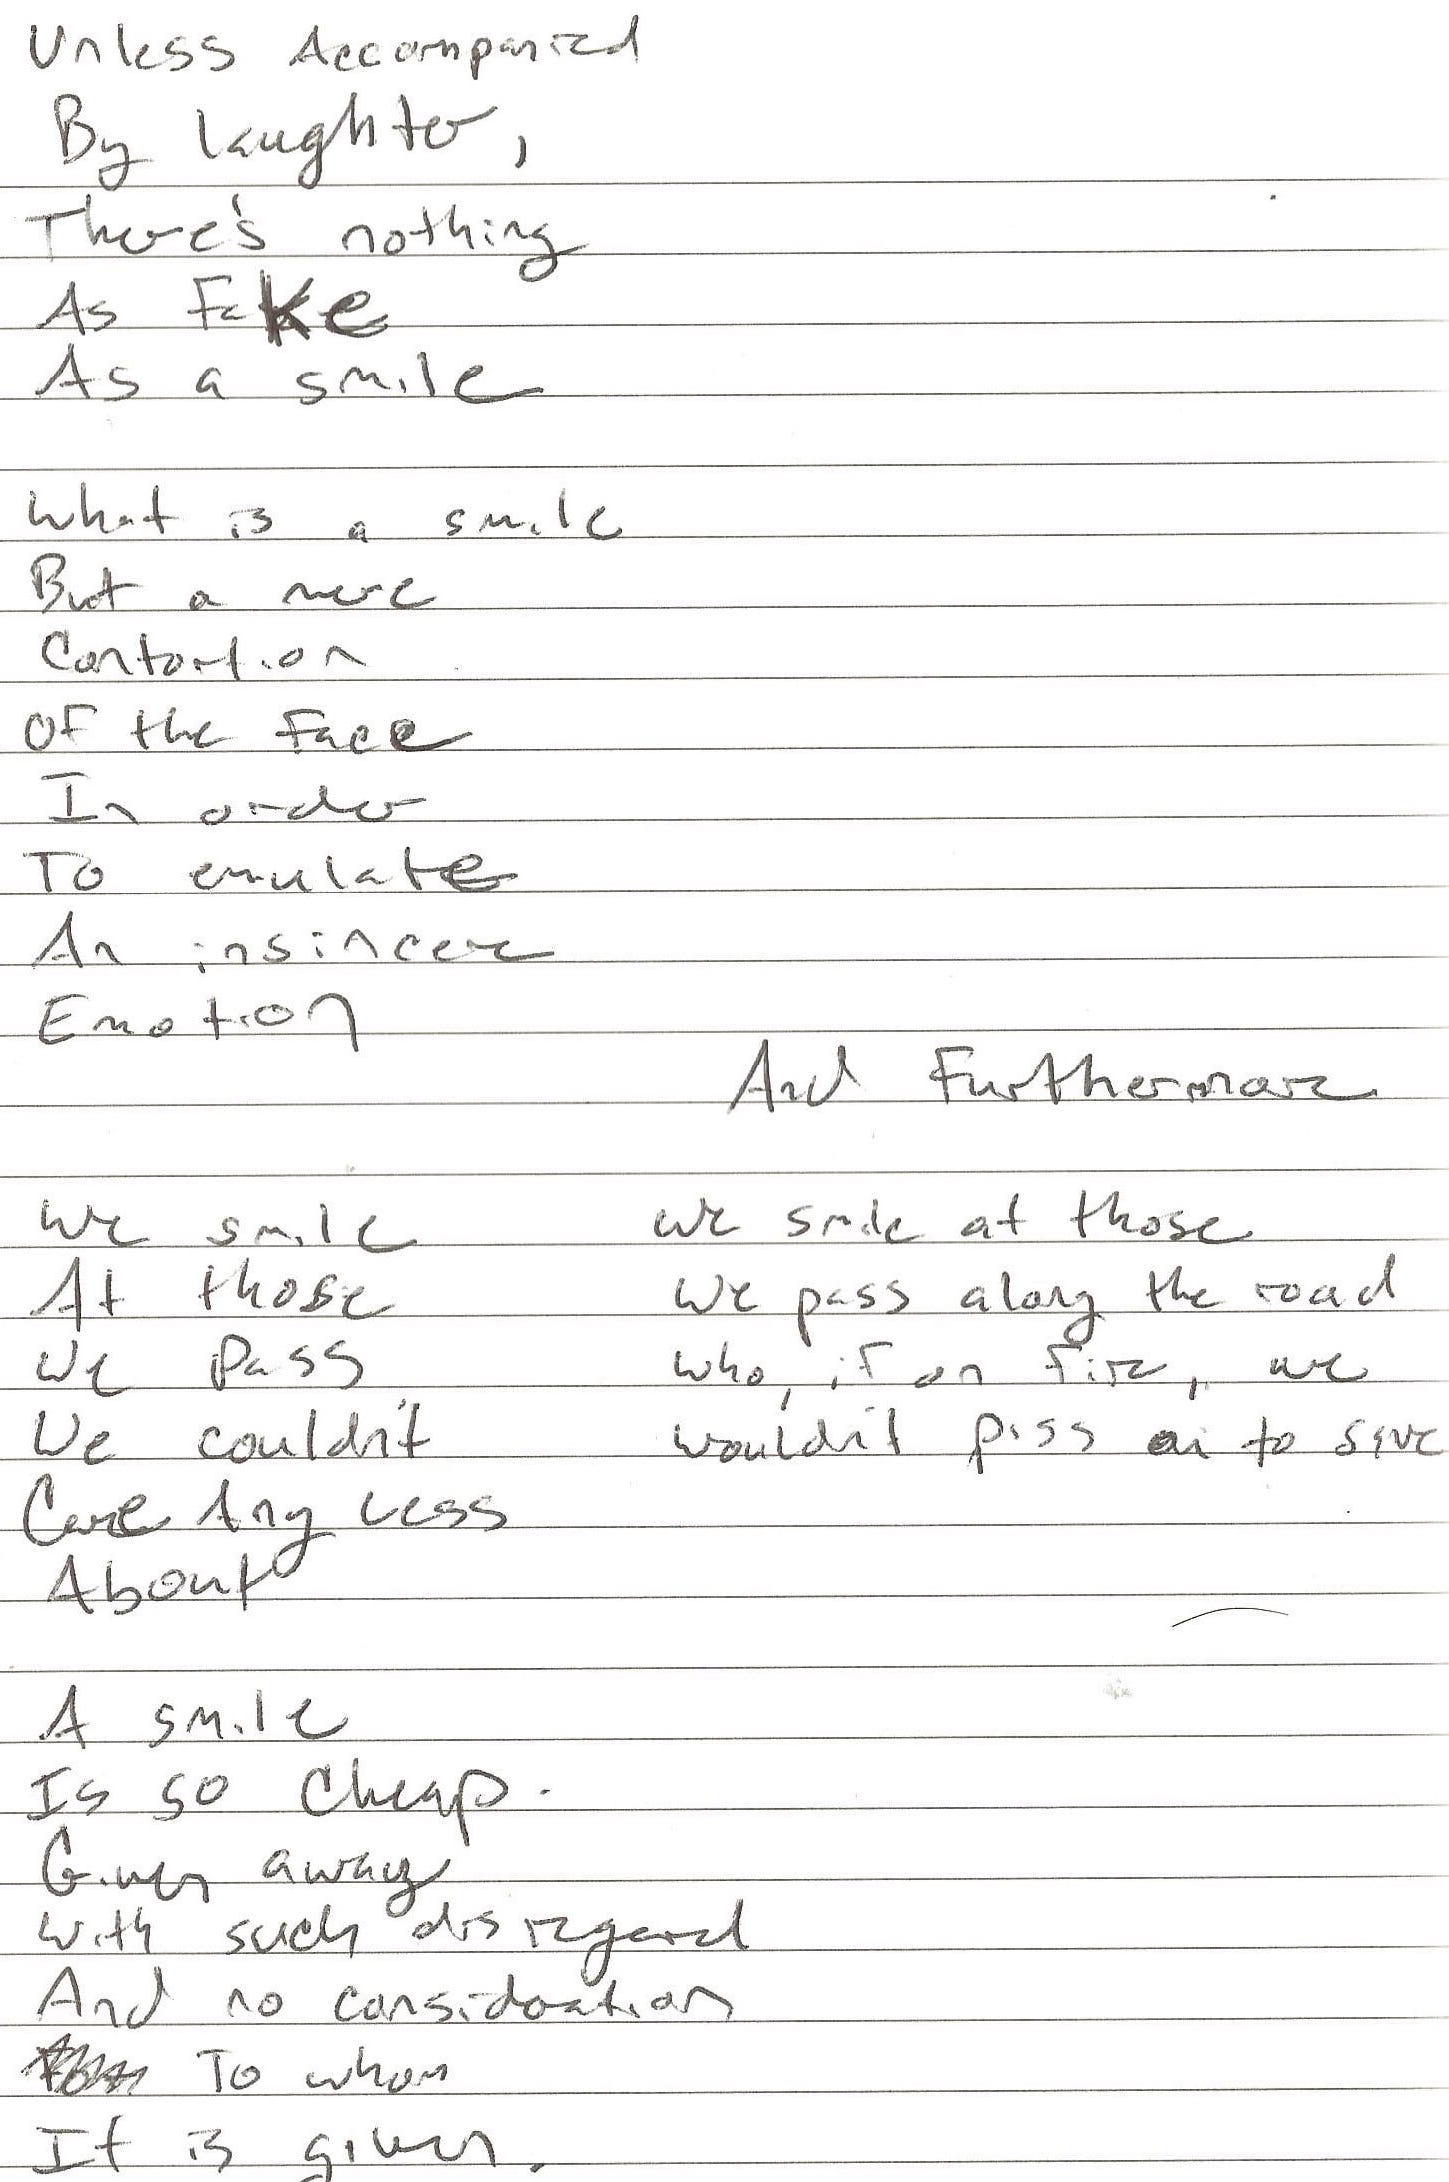 Unless Accompanied
By laughter,
There's nothing
As Fake
As a smile
What is a smile
But a mere
Contortion
Of the Face
In order
To emulate
An insincere
Emotion
And Furthermore
We smile
At those
We Pass
We couldn't
Care Any Less
About
We smile at those
We pass along the road
Who, if on fire, we
wouldn't piss on to save
A smile
Is so Cheap.
Given away
With such disregard
And no consideration
To whom
It is given.